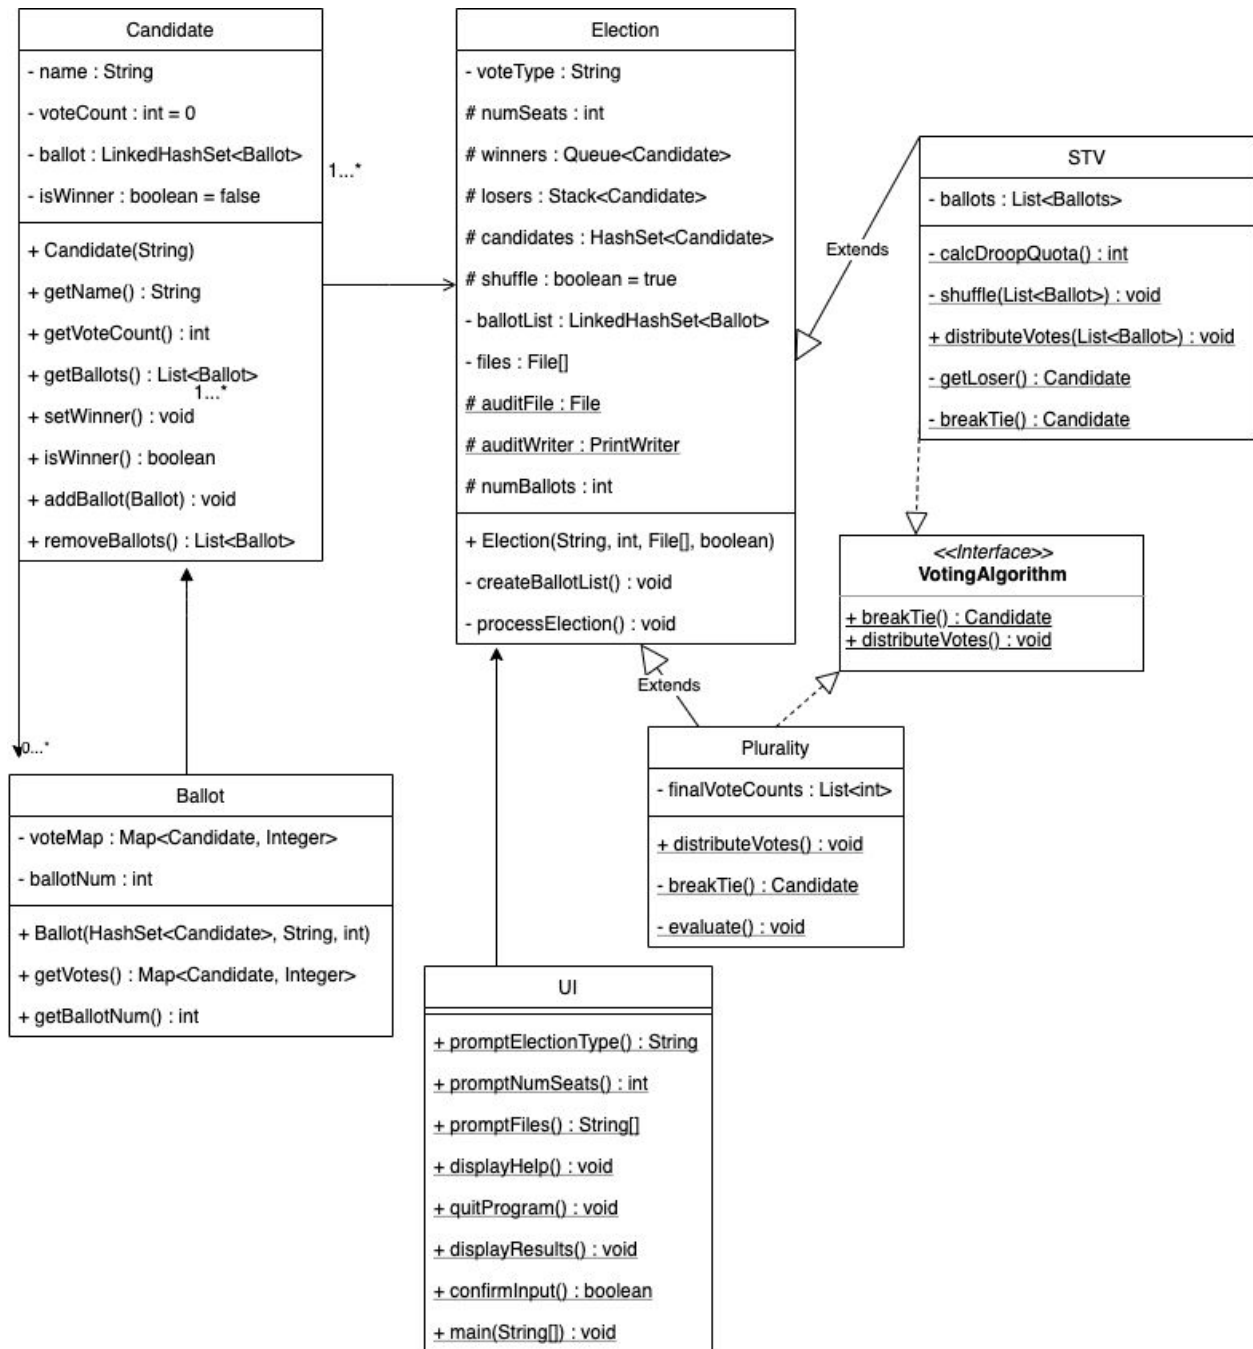 Candidate
- name : String
- voteCount : int = 0
- ballot : LinkedHashSet<Ballot>
- isWinner : boolean = false
+ Candidate(String)
+ getName() : String
+ getVoteCount() : int
+ getBallots() : List<Ballot>
1...*
+ setWinner() : void
+ isWinner() : boolean
+ addBallot(Ballot) : void
+ removeBallots() : List<Ballot>
1...*
Election
- voteType : String
# numSeats : int
# winners : Queue<Candidate>
# losers : Stack<Candidate>
# candidates : HashSet<Candidate>
# shuffle : boolean = true
- ballotList : LinkedHashSet<Ballot>
- files : File[]
# auditFile : File
# auditWriter : PrintWriter
# numBallots : int
+ Election(String, int, File[], boolean)
- createBallotList() : void
- processElection() : void
Extends
STV
- ballots : List<Ballots>
- calcDroopQuota() : int
- shuffle(List<Ballot>) : void
+ distributeVotes(List<Ballot>) : void
- getLoser() : Candidate
- breakTie() : Candidate
<<Interface>>
VotingAlgorithm
+ breakTie() : Candidate
+ distributeVotes() : void
Extends
Plurality
- finalVoteCounts : List<int>
+ distributeVotes() : void
- breakTie() : Candidate
- evaluate() : void
0...*
Ballot
- voteMap : Map<Candidate, Integer>
- ballotNum : int
+ Ballot(HashSet<Candidate>, String, int)
+ getVotes() : Map<Candidate, Integer>
+ getBallotNum() : int
UI
+ promptElectionType() : String
+ promptNumSeats() : int
+ promptFiles() : String[]
+ displayHelp() : void
+ quitProgram() : void
+ displayResults() : void
+ confirmInput() : boolean
+ main(String[]) : void